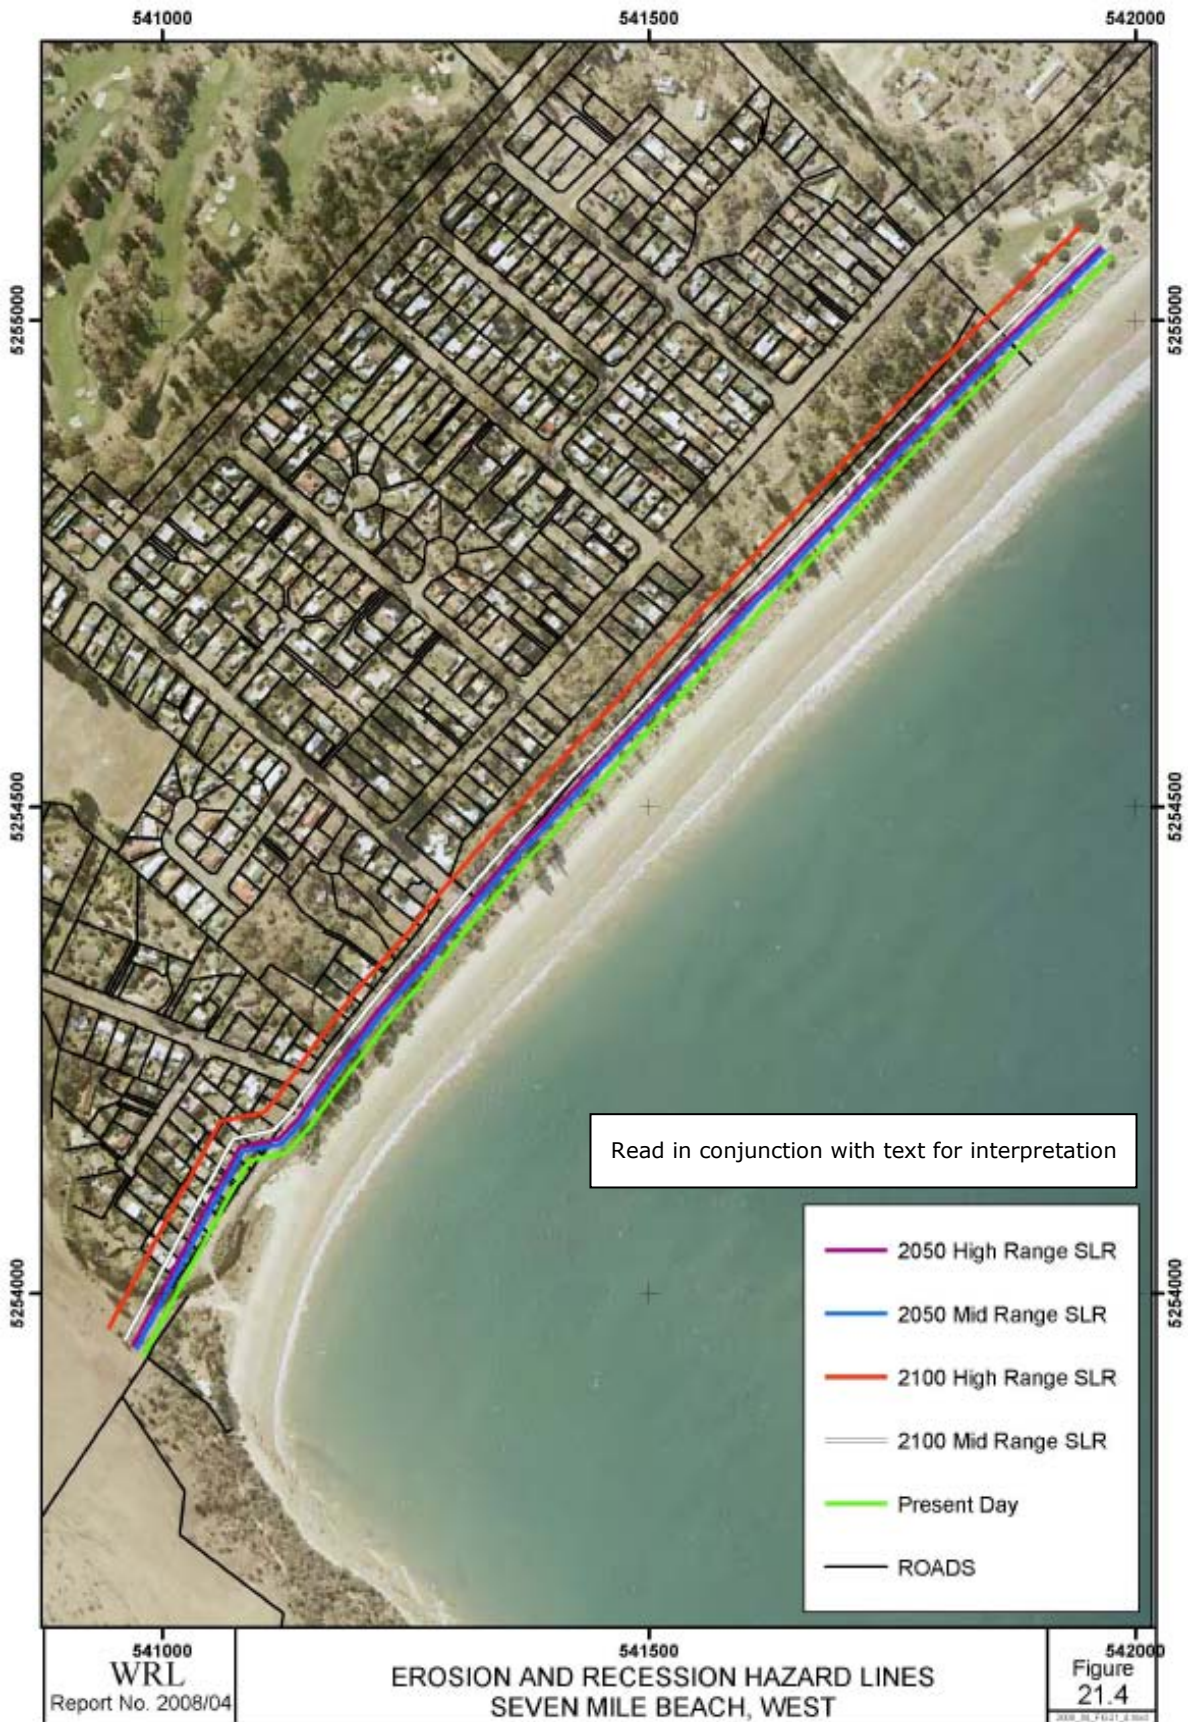 541000
541500
542000
5255000
5255000
5254500
5254500
5254000
5254000
Read in conjunction with text for interpretation
2050 High Range SLR
2050 Mid Range SLR
2100 High Range SLR
2100 Mid Range SLR
Present Day
ROADS
541000
541500
542000
WRL
Report No. 2008/04
EROSION AND RECESSION HAZARD LINES
SEVEN MILE BEACH, WEST
Figure
21.4